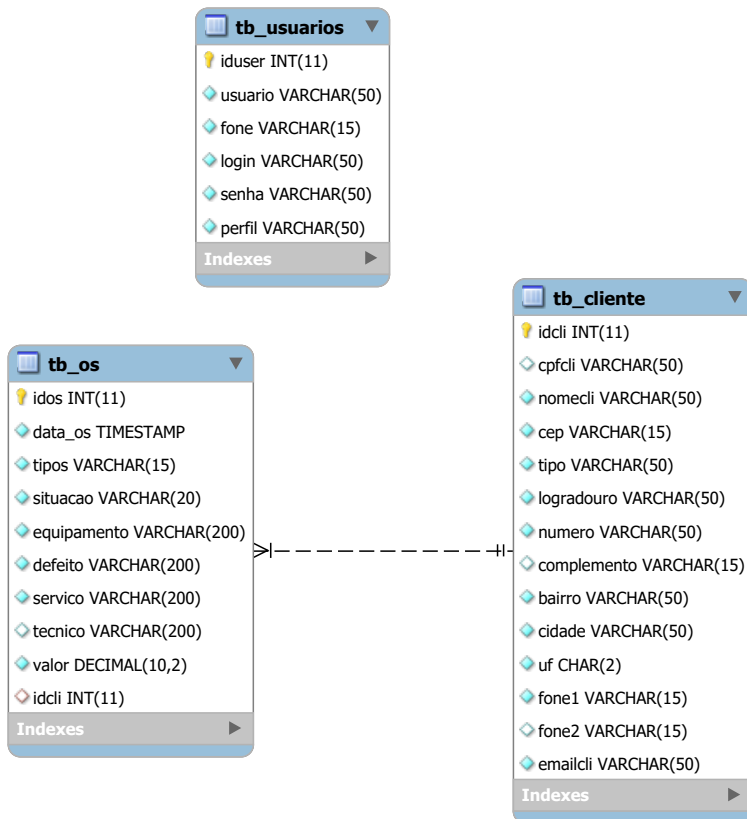 tb_usuarios
iduser INT(11)
usuario VARCHAR(50)
fone VARCHAR(15)
login VARCHAR(50)
senha VARCHAR(50)
perfil VARCHAR(50)
Indexes
tb_os
idos INT(11)
data_os TIMESTAMP
tipos VARCHAR(15)
situacao VARCHAR(20)
equipamento VARCHAR(200)
defeito VARCHAR(200)
servico VARCHAR(200)
tecnico VARCHAR(200)
valor DECIMAL(10,2)
idcli INT(11)
Indexes
tb_cliente
idcli INT(11)
cpfcli VARCHAR(50)
nomecli VARCHAR(50)
cep VARCHAR(15)
tipo VARCHAR(50)
logradouro VARCHAR(50)
numero VARCHAR(50)
complemento VARCHAR(15)
bairro VARCHAR(50)
cidade VARCHAR(50)
uf CHAR(2)
fone1 VARCHAR(15)
fone2 VARCHAR(15)
emailcli VARCHAR(50)
Indexes